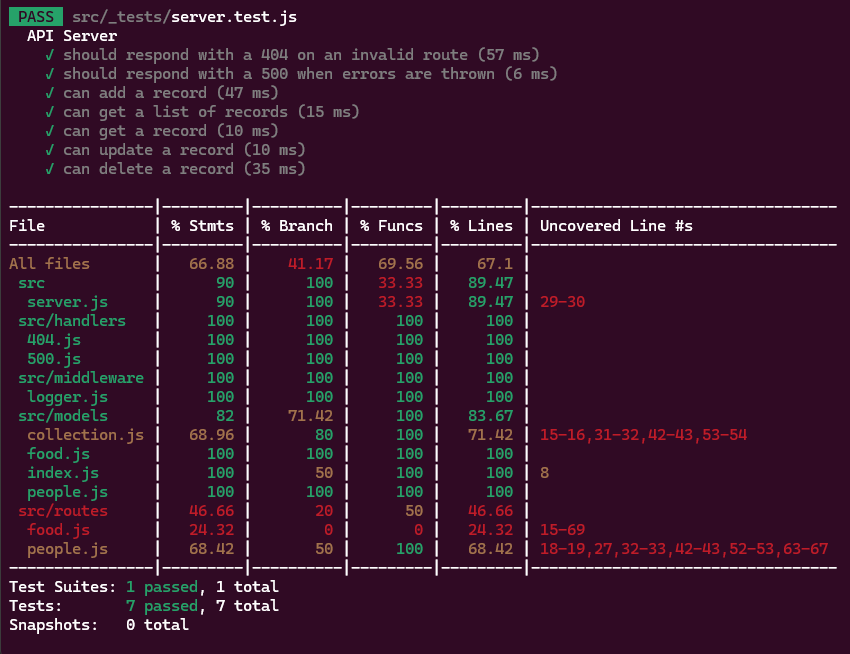 PASS src/_tests/server.test.js
API Server
✓ should respond with a 404 on an invalid route (57 ms)
✓ should respond with a 500 when errors are thrown (6 ms)
✓ can add a record (47 ms)
✓ can get a list of records (15 ms)
✓ can get a record (10 ms)
✓ can update a record (10 ms)
✓ can delete a record (35 ms)
----------------|---------|----------|---------|---------|----------------------------------
File            | % Stmts | % Branch | % Funcs | % Lines | Uncovered Line #s
----------------|---------|----------|---------|---------|----------------------------------
All files       |   66.88 |    41.17 |   69.56 |    67.1 |
 src            |      90 |      100 |   33.33 |   89.47 |
  server.js     |      90 |      100 |   33.33 |   89.47 | 29-30
 src/handlers   |     100 |      100 |     100 |     100 |
  404.js        |     100 |      100 |     100 |     100 |
  500.js        |     100 |      100 |     100 |     100 |
 src/middleware |     100 |      100 |     100 |     100 |
  logger.js     |     100 |      100 |     100 |     100 |
 src/models     |      82 |    71.42 |     100 |   83.67 |
  collection.js |   68.96 |       80 |     100 |   71.42 | 15-16,31-32,42-43,53-54
  food.js       |     100 |      100 |     100 |     100 |
  index.js      |     100 |       50 |     100 |     100 | 8
  people.js     |     100 |      100 |     100 |     100 |
 src/routes     |   46.66 |       20 |      50 |   46.66 |
  food.js       |   24.32 |        0 |       0 |   24.32 | 15-69
  people.js     |   68.42 |       50 |     100 |   68.42 | 18-19,27,32-33,42-43,52-53,63-67
----------------|---------|----------|---------|---------|----------------------------------
Test Suites: 1 passed, 1 total
Tests:       7 passed, 7 total
Snapshots:   0 total